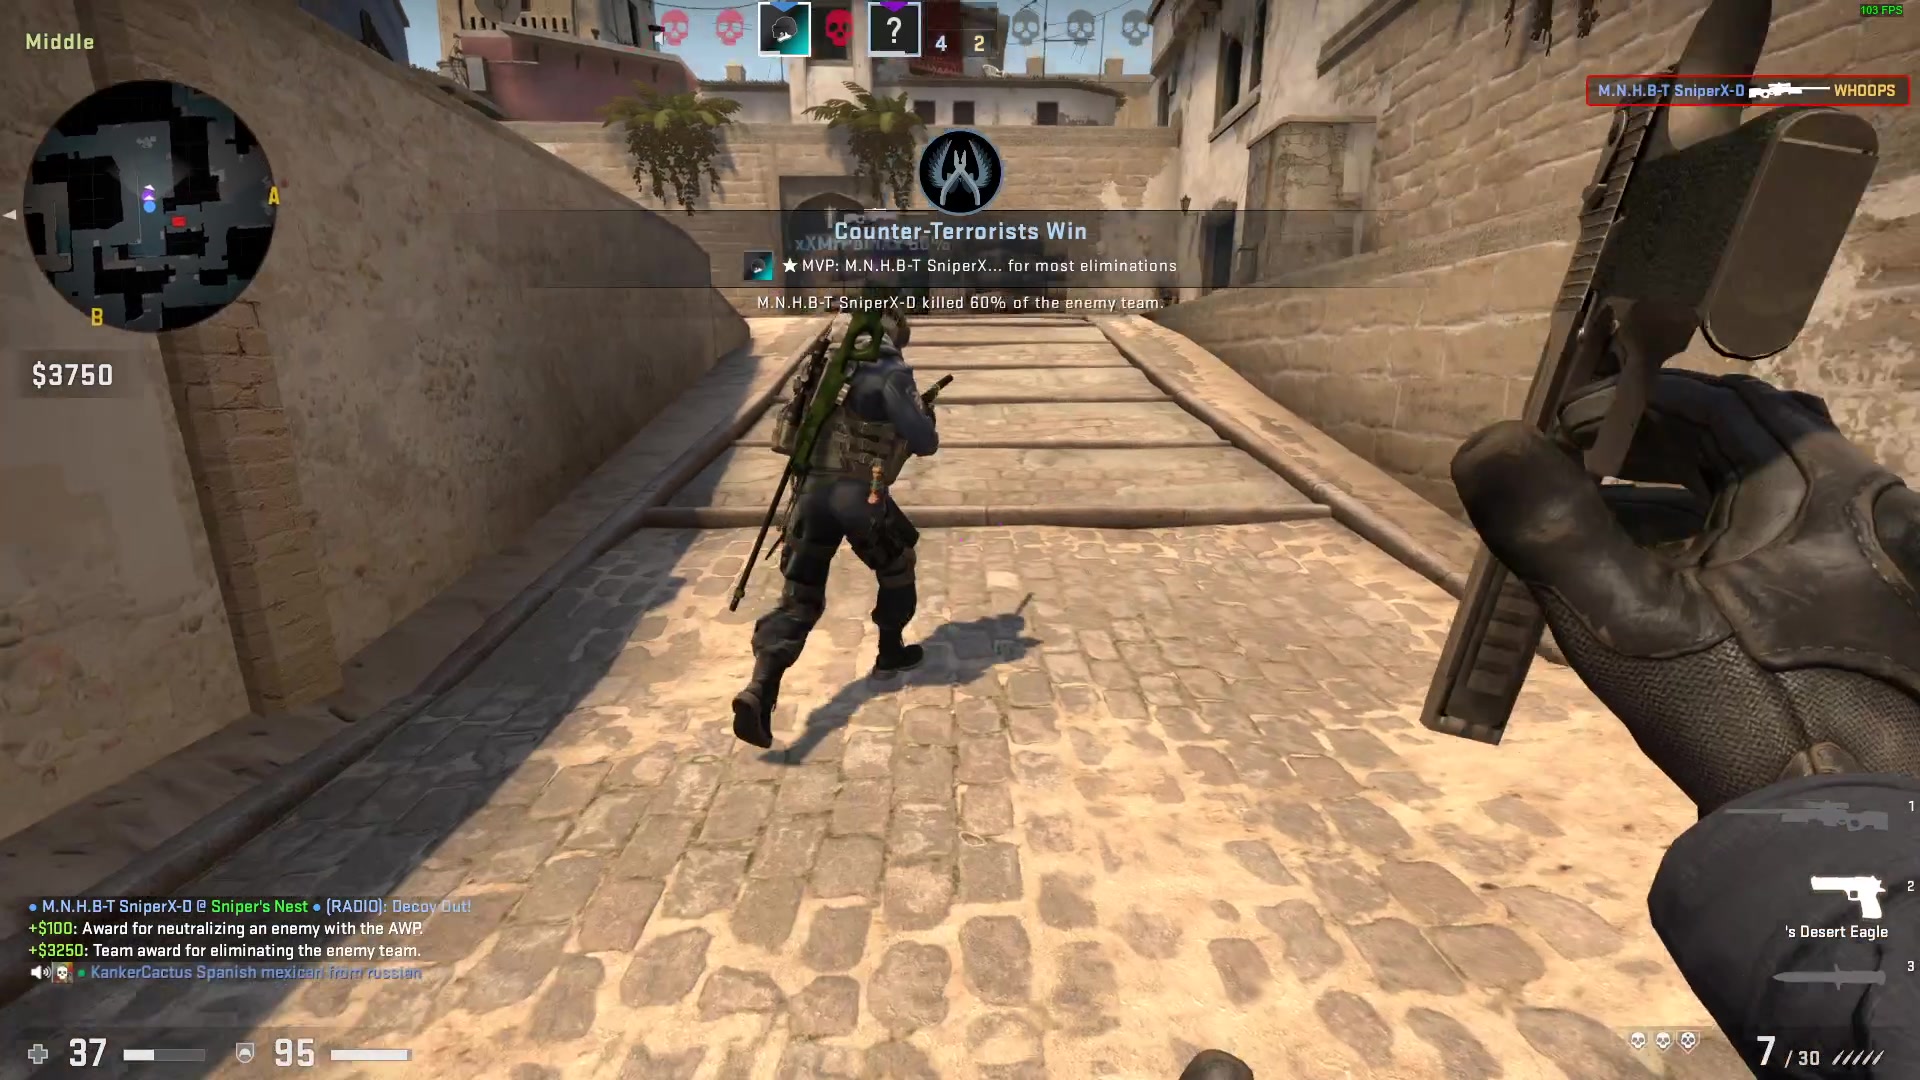 103 FPS
Middle
?
4 2
M.N.H.B-T SniperX-D WHOOPS
A
Counter-Terrorists Win
MVP: M.N.H.B-T SniperX... for most eliminations
M.N.H.B-T SniperX-D killed 60% of the enemy team.
B
$3750
1
2
's Desert Eagle
3
M.N.H.B-T SniperX-D @ Sniper's Nest (RADIO): Decoy Out!
+$100: Award for neutralizing an enemy with the AWP.
+$3250: Team award for eliminating the enemy team.
KankerCactus Spanish mexican from russian
37 95
7 / 30